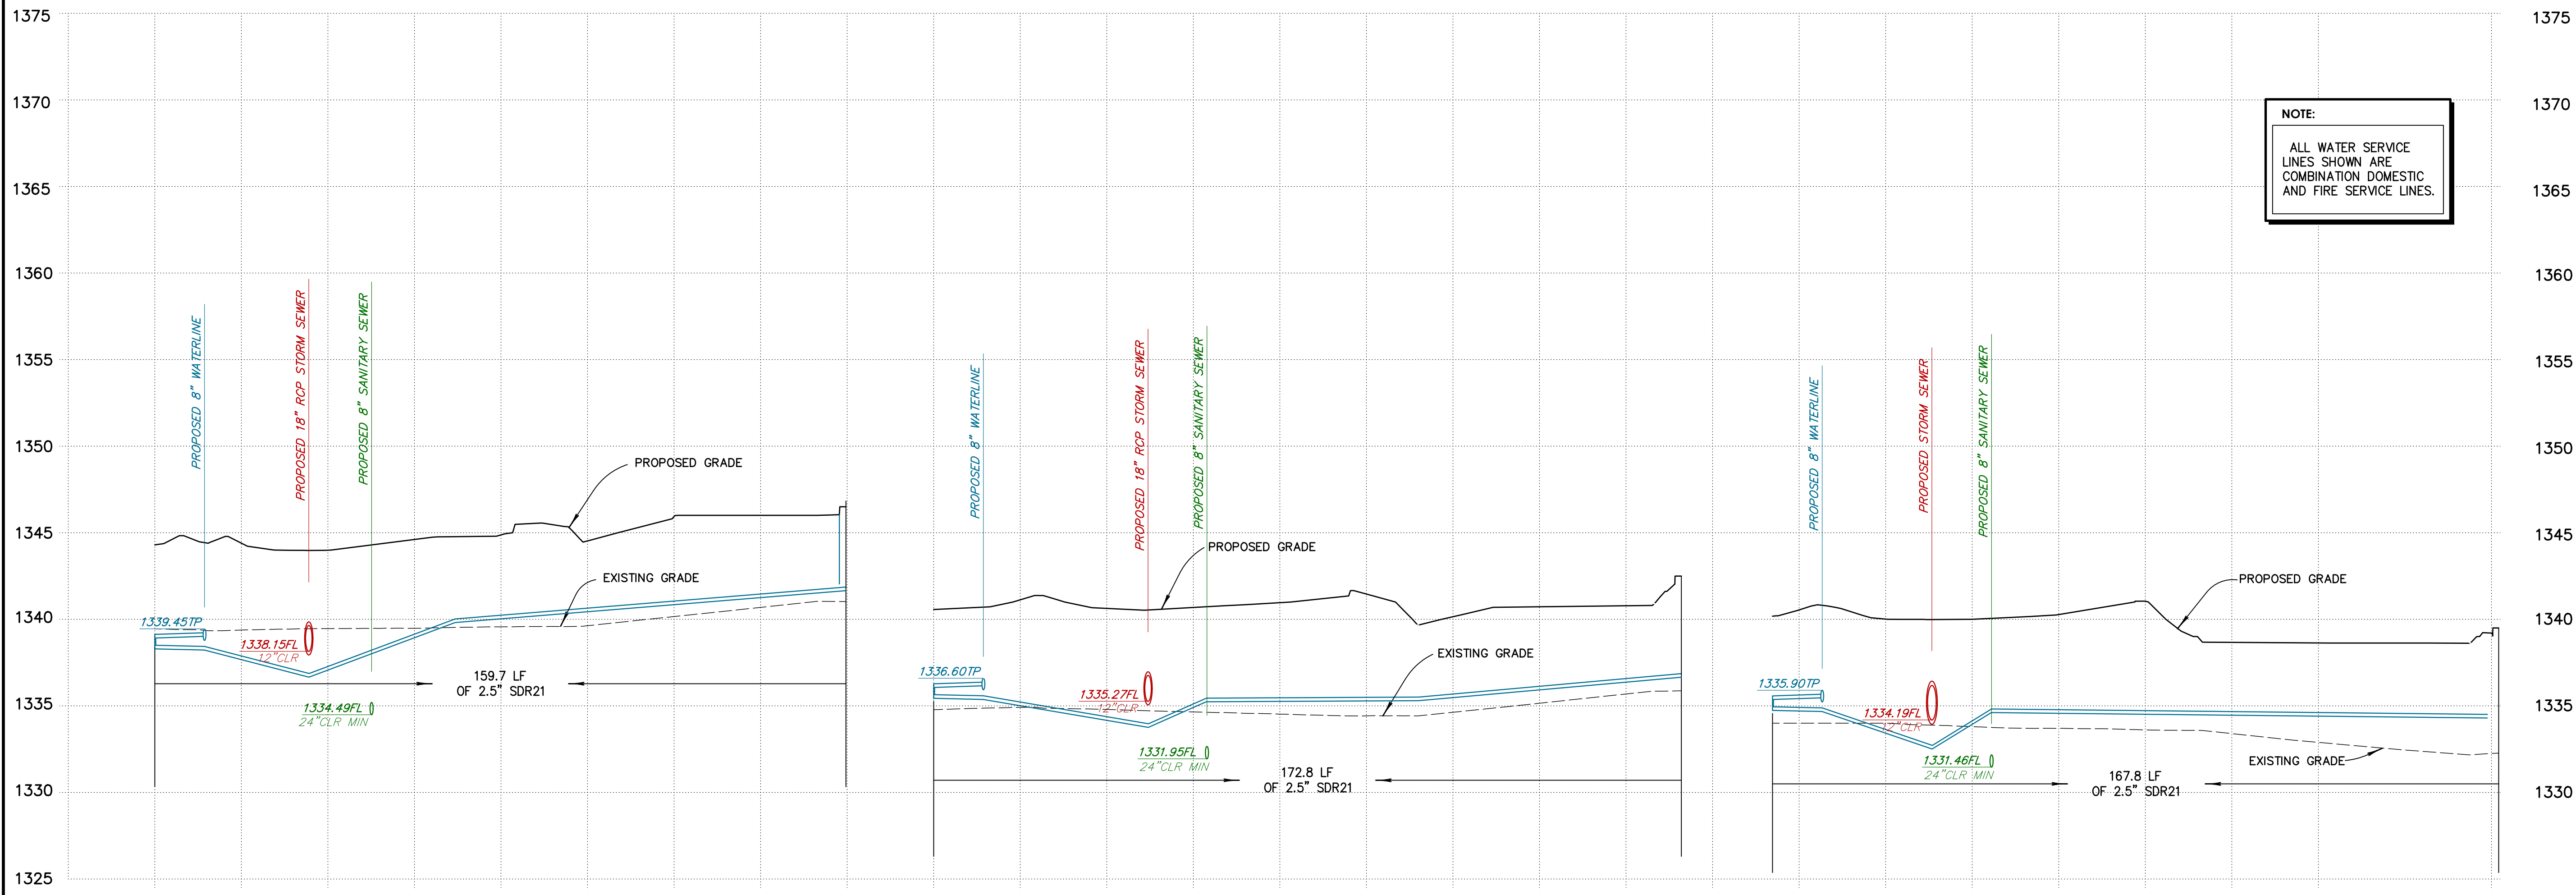 1375
1375
1370
1370
NOTE:
ALL WATER SERVICE
LINES SHOWN ARE
COMBINATION DOMESTIC
AND FIRE SERVICE LINES.
1365
1365
1360
1360
1355
1355
1350
1350
1345
1345
1340
1340
1335
1335
1330
1330
1325
PROPOSED 8" WATERLINE
PROPOSED 18" RCP STORM SEWER
PROPOSED 8" SANITARY SEWER
PROPOSED GRADE
EXISTING GRADE
1339.45TP
1338.15FL
12"CLR
159.7 LF
OF 2.5" SDR21
1334.49FL
24"CLR MIN
PROPOSED 8" WATERLINE
PROPOSED 18" RCP STORM SEWER
PROPOSED 8" SANITARY SEWER
PROPOSED GRADE
EXISTING GRADE
1336.60TP
1335.27FL
12"CLR
1331.95FL
24"CLR MIN
172.8 LF
OF 2.5" SDR21
PROPOSED 8" WATERLINE
PROPOSED STORM SEWER
PROPOSED 8" SANITARY SEWER
PROPOSED GRADE
1335.90TP
1334.19FL
12"CLR
1331.46FL
24"CLR MIN
EXISTING GRADE
167.8 LF
OF 2.5" SDR21